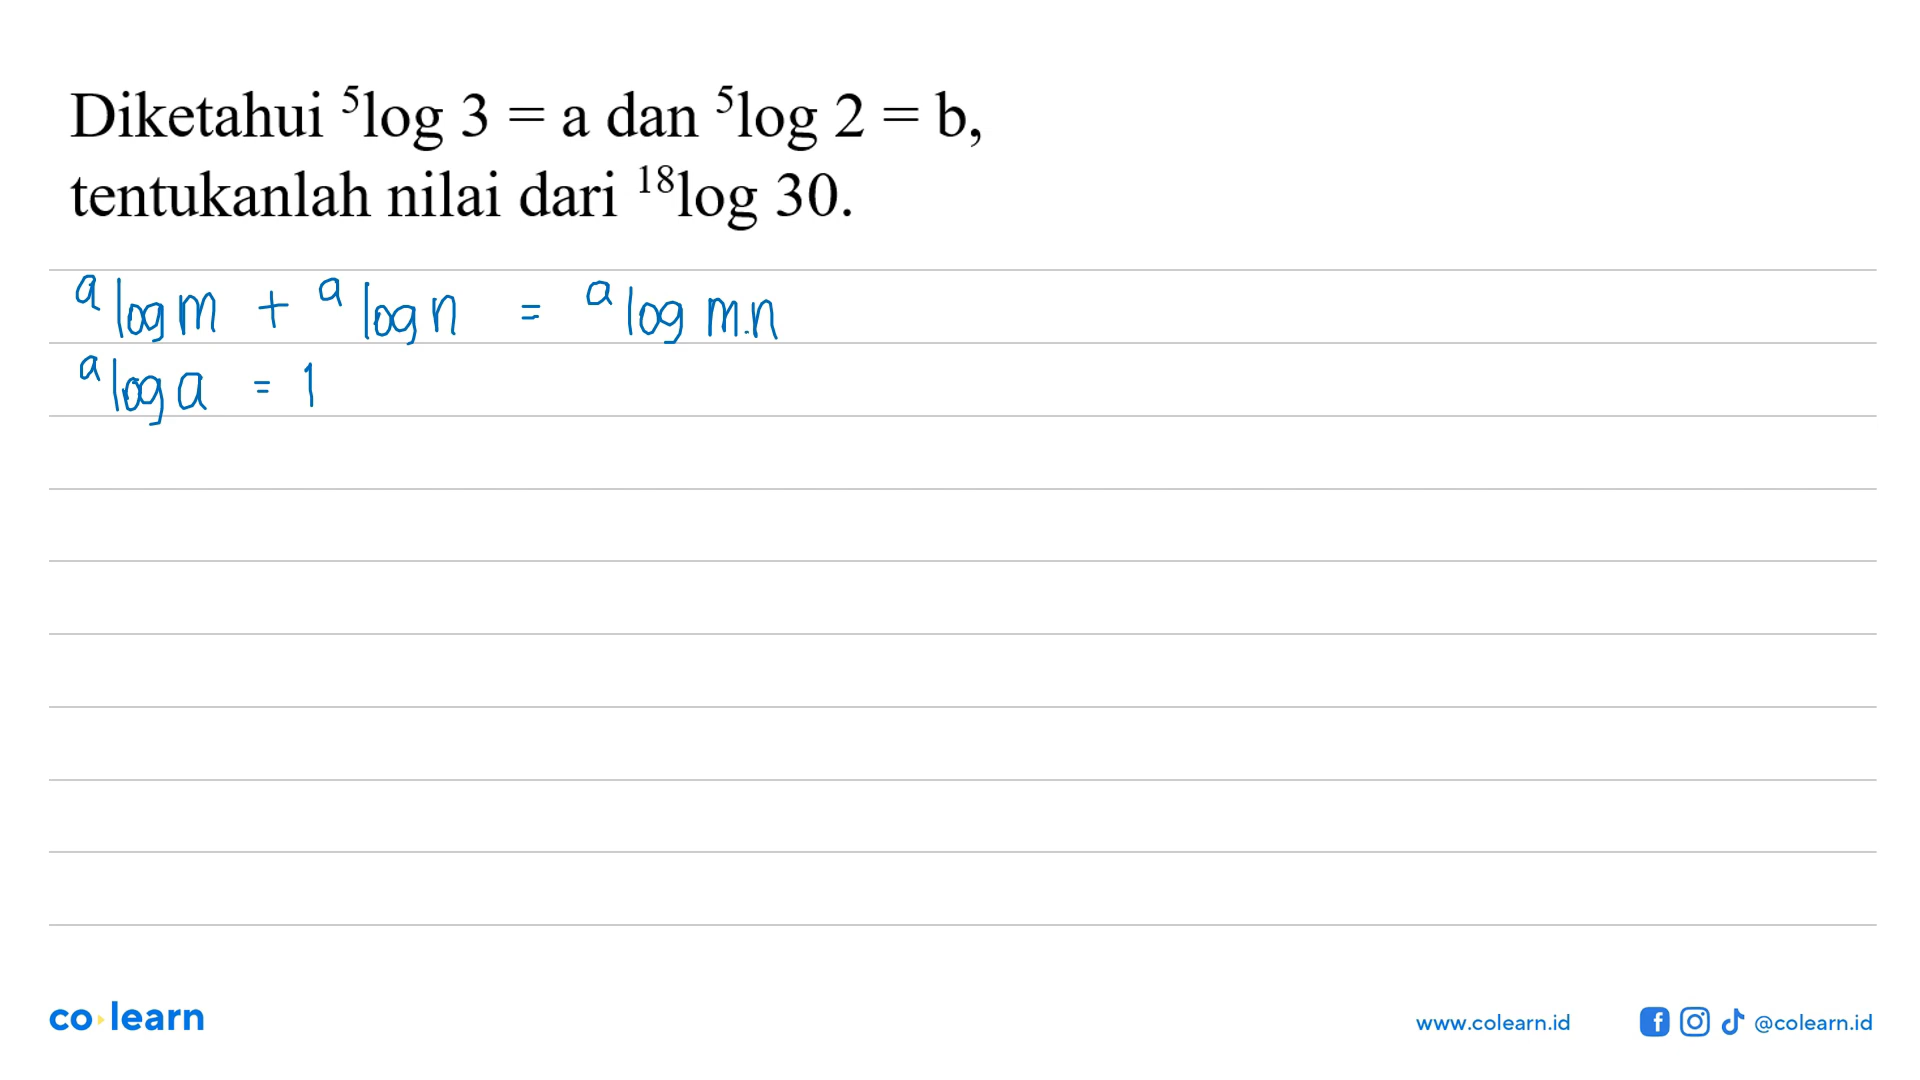 Diketahui ⁵log 3 = a dan ⁵log 2 = b,
tentukanlah nilai dari ¹⁸log 30.
ᵃlog m + ᵃlog n = ᵃlog m.n
ᵃlog a = 1
co learn
www.colearn.id @colearn.id